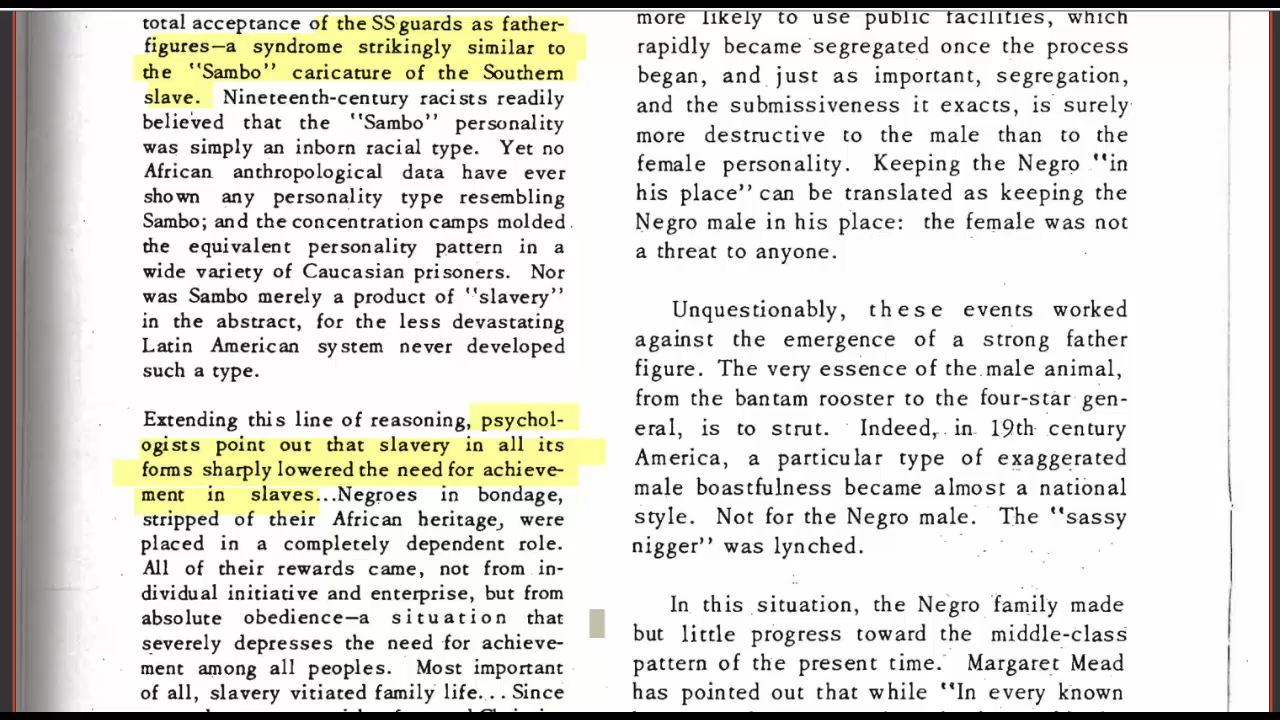 total acceptance of the SS guards as father-
figures—a syndrome strikingly similar to
the "Sambo" caricature of the Southern
slave. Nineteenth-century racists readily
believed that the "Sambo" personality
was simply an inborn racial type. Yet no
African anthropological data have ever
shown any personality type resembling
Sambo; and the concentration camps molded
the equivalent personality pattern in a
wide variety of Caucasian prisoners. Nor
was Sambo merely a product of "slavery"
in the abstract, for the less devastating
Latin American system never developed
such a type.
Extending this line of reasoning, psychol-
ogists point out that slavery in all its
forms sharply lowered the need for achieve-
ment in slaves...Negroes in bondage,
stripped of their African heritage, were
placed in a completely dependent role.
All of their rewards came, not from in-
dividual initiative and enterprise, but from
absolute obedience—a situation that
severely depresses the need for achieve-
ment among all peoples. Most important
of all, slavery vitiated family life... Since
more likely to use public facilities, which
rapidly became segregated once the process
began, and just as important, segregation,
and the submissiveness it exacts, is surely
more destructive to the male than to the
female personality. Keeping the Negro "in
his place" can be translated as keeping the
Negro male in his place: the female was not
a threat to anyone.
Unquestionably, these events worked
against the emergence of a strong father
figure. The very essence of the male animal,
from the bantam rooster to the four-star gen-
eral, is to strut. Indeed, in 19th century
America, a particular type of exaggerated
male boastfulness became almost a national
style. Not for the Negro male. The "sassy
nigger" was lynched.
In this situation, the Negro family made
but little progress toward the middle-class
pattern of the present time. Margaret Mead
has pointed out that while "In every known